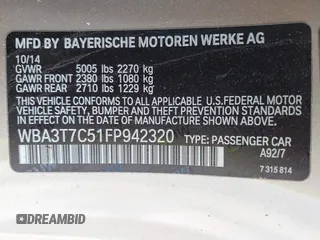 MFD BY BAYERISCHE MOTOREN WERKE AG
10/14
GVWR 5005 lbs 2270 kg
GAWR FRONT 2380 lbs 1080 kg
GAWR REAR 2710 lbs 1229 kg
THIS VEHICLE CONFORMS TO ALL APPLICABLE
U.S. FEDERAL MOTOR VEHICLE SAFETY, BUMPER,
AND THEFT PREVENTION STANDARDS IN EFFECT
ON THE DATE OF MANUFACTURE SHOWN ABOVE.
WBA3T7C51FP942320 TYPE: PASSENGER CAR
A92/7
7 315 814
DREAMBID